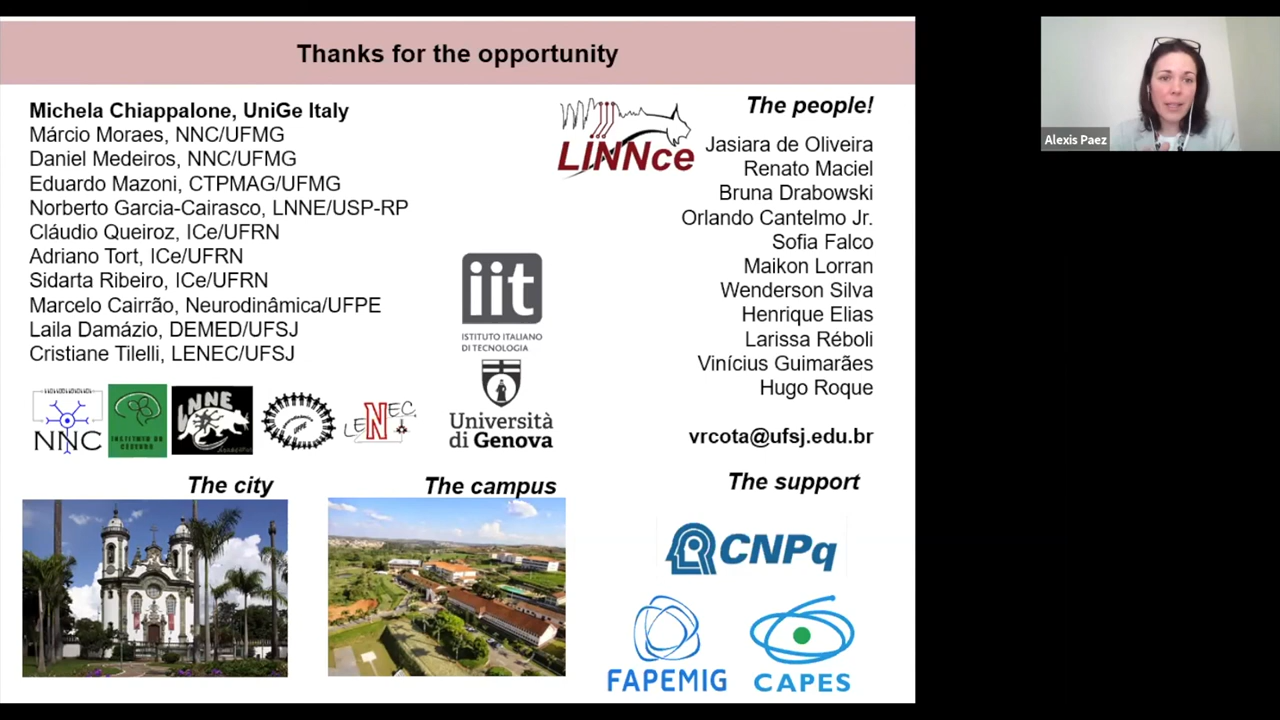 Thanks for the opportunity
Michela Chiappalone, UniGe Italy
Márcio Moraes, NNC/UFMG
Daniel Medeiros, NNC/UFMG
Eduardo Mazoni, CTPMAG/UFMG
Norberto Garcia-Cairasco, LNNE/USP-RP
Cláudio Queiroz, ICe/UFRN
Adriano Tort, ICe/UFRN
Sidarta Ribeiro, ICe/UFRN
Marcelo Cairrão, Neurodinâmica/UFPE
Laila Damázio, DEMED/UFSJ
Cristiane Tilelli, LENEC/UFSJ
NNC
INSTITUTO DO
CÉREBRO
LNNE
UFPE
LENEC
LINNce
iit
ISTITUTO ITALIANO
DI TECNOLOGIA
Università
di Genova
The people!
Jasiara de Oliveira
Renato Maciel
Bruna Drabowski
Orlando Cantelmo Jr.
Sofia Falco
Maikon Lorran
Wenderson Silva
Henrique Elias
Larissa Réboli
Vinícius Guimarães
Hugo Roque
vrcota@ufsj.edu.br
The city
The campus
The support
CNPq
FAPEMIG
CAPES
Alexis Paez